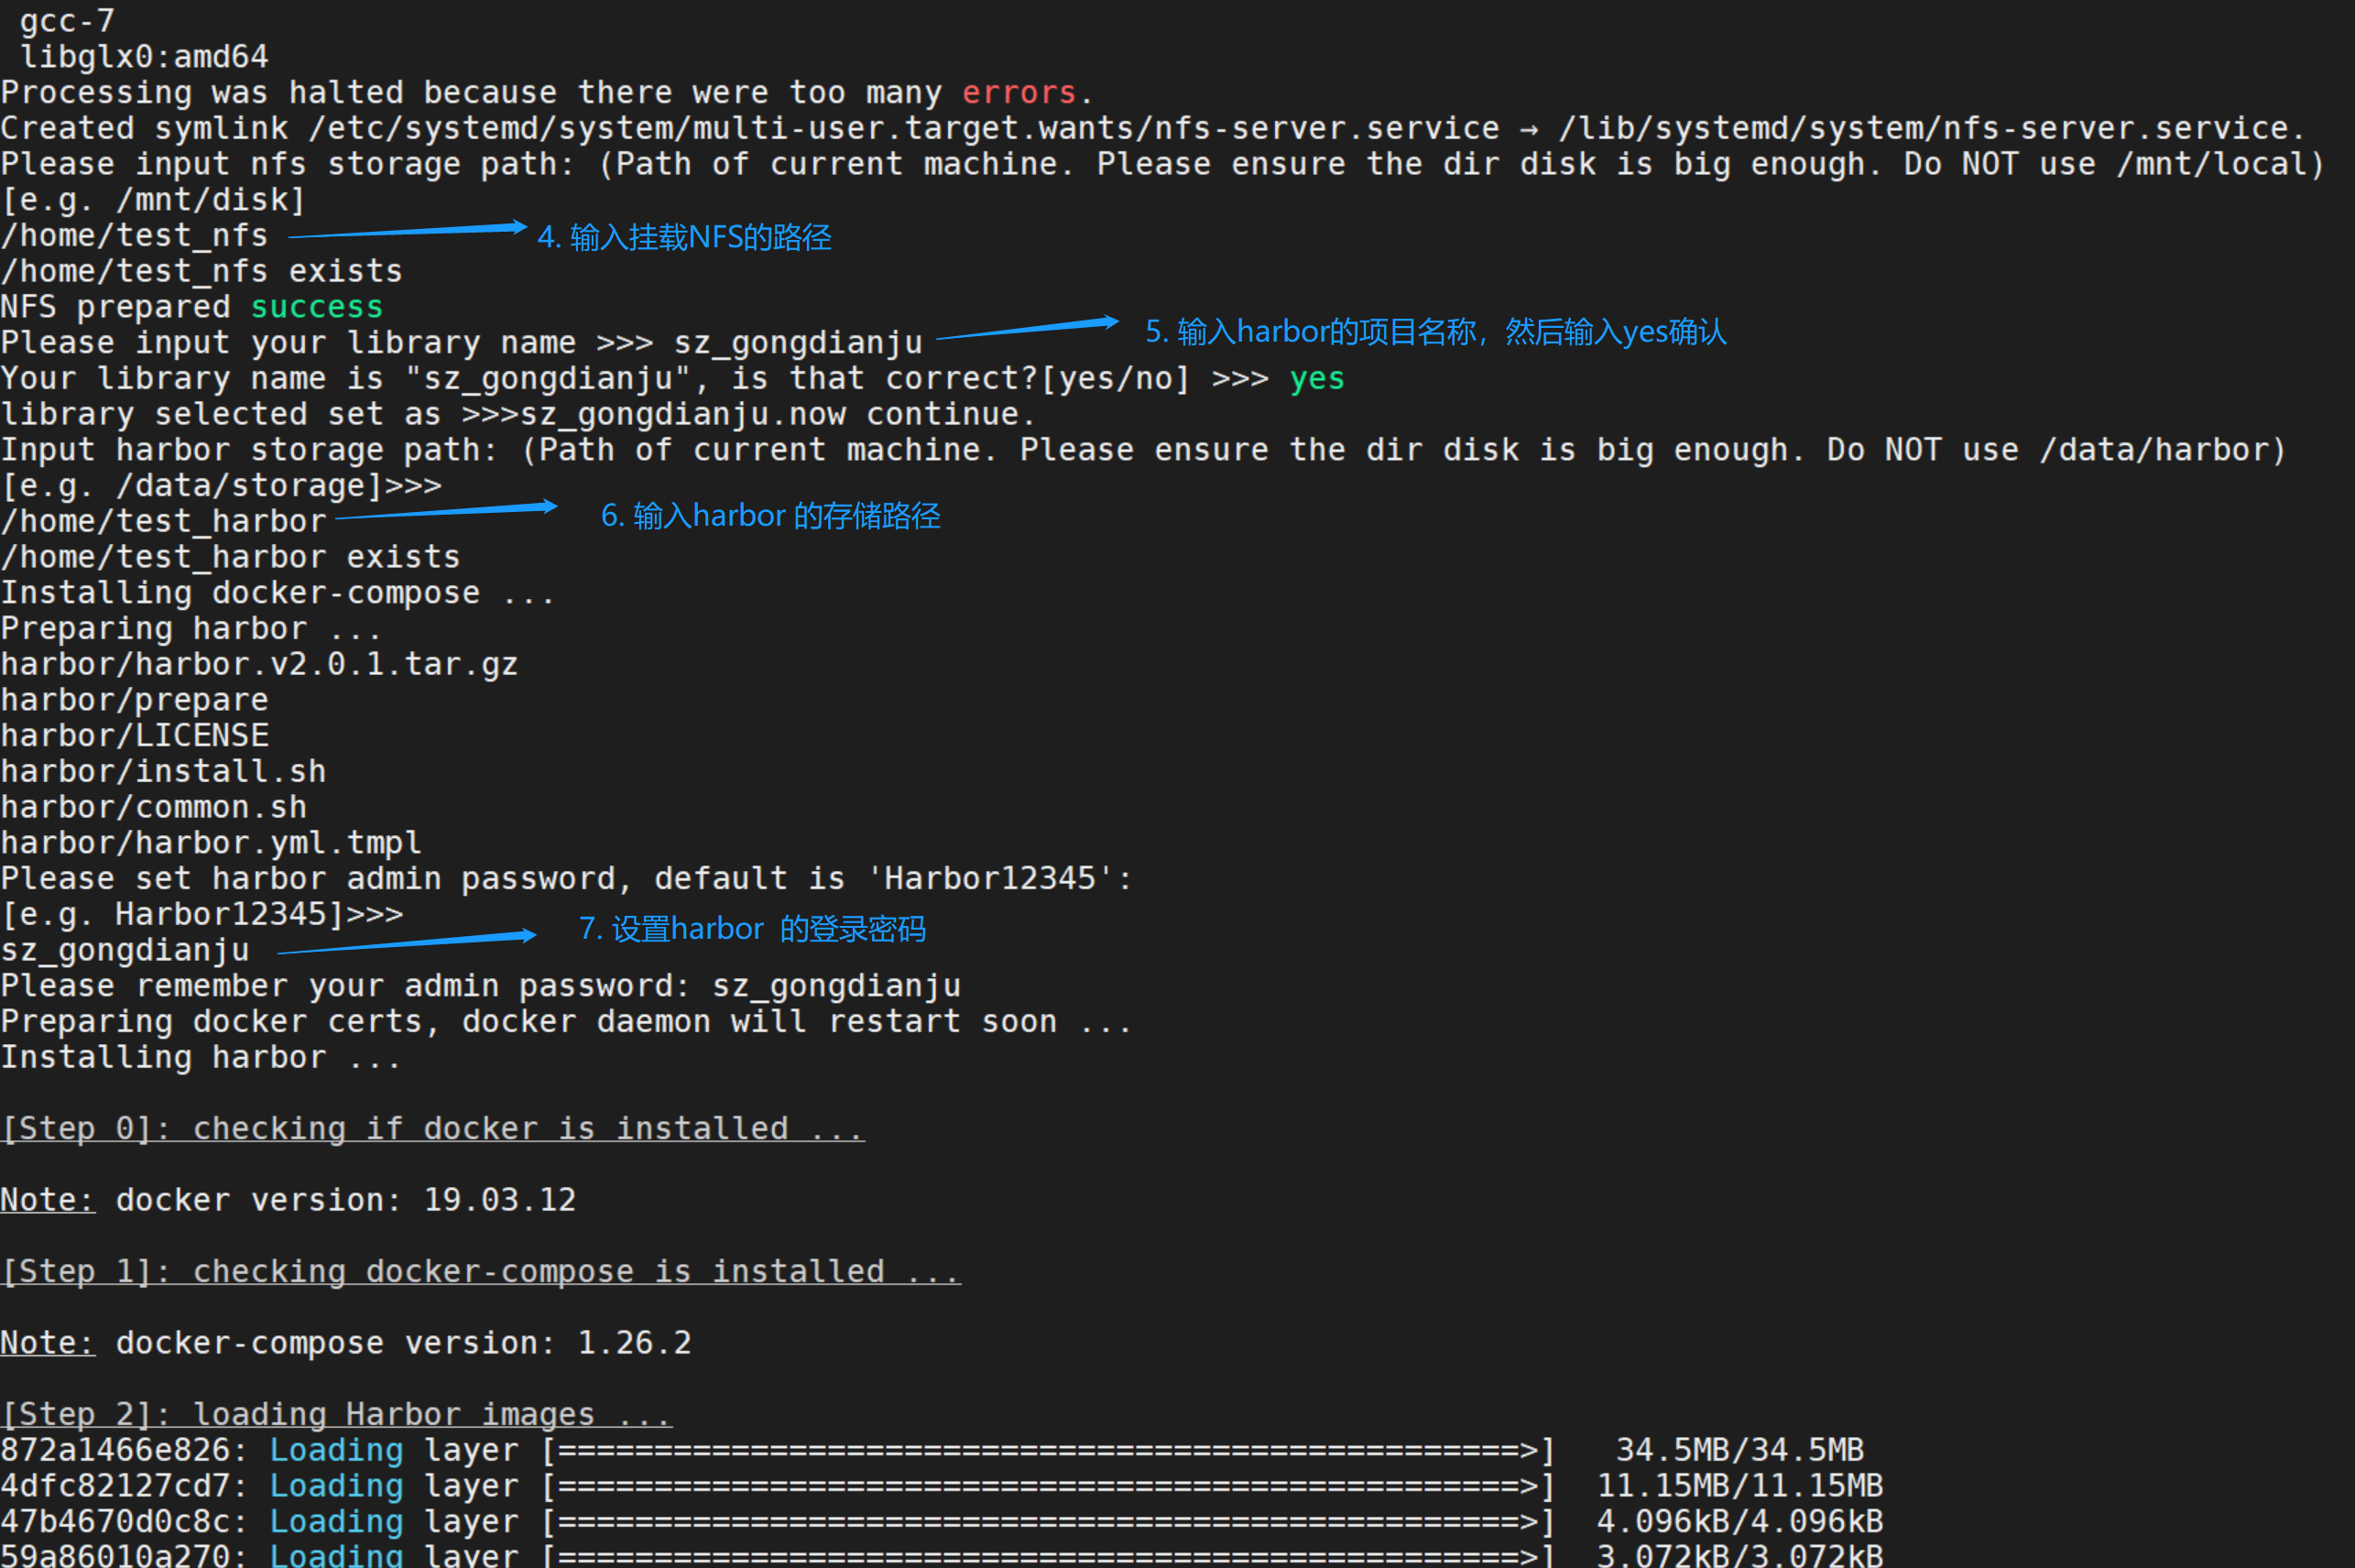 gcc-7
libglx0:amd64
Processing was halted because there were too many errors.
Created symlink /etc/systemd/system/multi-user.target.wants/nfs-server.service → /lib/systemd/system/nfs-server.service.
Please input nfs storage path: (Path of current machine. Please ensure the dir disk is big enough. Do NOT use /mnt/local)
[e.g. /mnt/disk]
/home/test_nfs
4. 输入挂载NFS的路径
/home/test_nfs exists
NFS prepared success
Please input your library name >>> sz_gongdianju
5. 输入harbor的项目名称，然后输入yes确认
Your library name is "sz_gongdianju", is that correct?[yes/no] >>> yes
library selected set as >>>sz_gongdianju.now continue.
Input harbor storage path: (Path of current machine. Please ensure the dir disk is big enough. Do NOT use /data/harbor)
[e.g. /data/storage]>>>
/home/test_harbor
6. 输入harbor 的存储路径
/home/test_harbor exists
Installing docker-compose ...
Preparing harbor ...
harbor/harbor.v2.0.1.tar.gz
harbor/prepare
harbor/LICENSE
harbor/install.sh
harbor/common.sh
harbor/harbor.yml.tmpl
Please set harbor admin password, default is 'Harbor12345':
[e.g. Harbor12345]>>>
7. 设置harbor 的登录密码
sz_gongdianju
Please remember your admin password: sz_gongdianju
Preparing docker certs, docker daemon will restart soon ...
Installing harbor ...
[Step 0]: checking if docker is installed ...
Note: docker version: 19.03.12
[Step 1]: checking docker-compose is installed ...
Note: docker-compose version: 1.26.2
[Step 2]: loading Harbor images ...
872a1466e826: Loading layer [==================================================>]   34.5MB/34.5MB
4dfc82127cd7: Loading layer [==================================================>]  11.15MB/11.15MB
47b4670d0c8c: Loading layer [==================================================>]  4.096kB/4.096kB
59a86010a270: Loading layer [==================================================>]  3.072kB/3.072kB